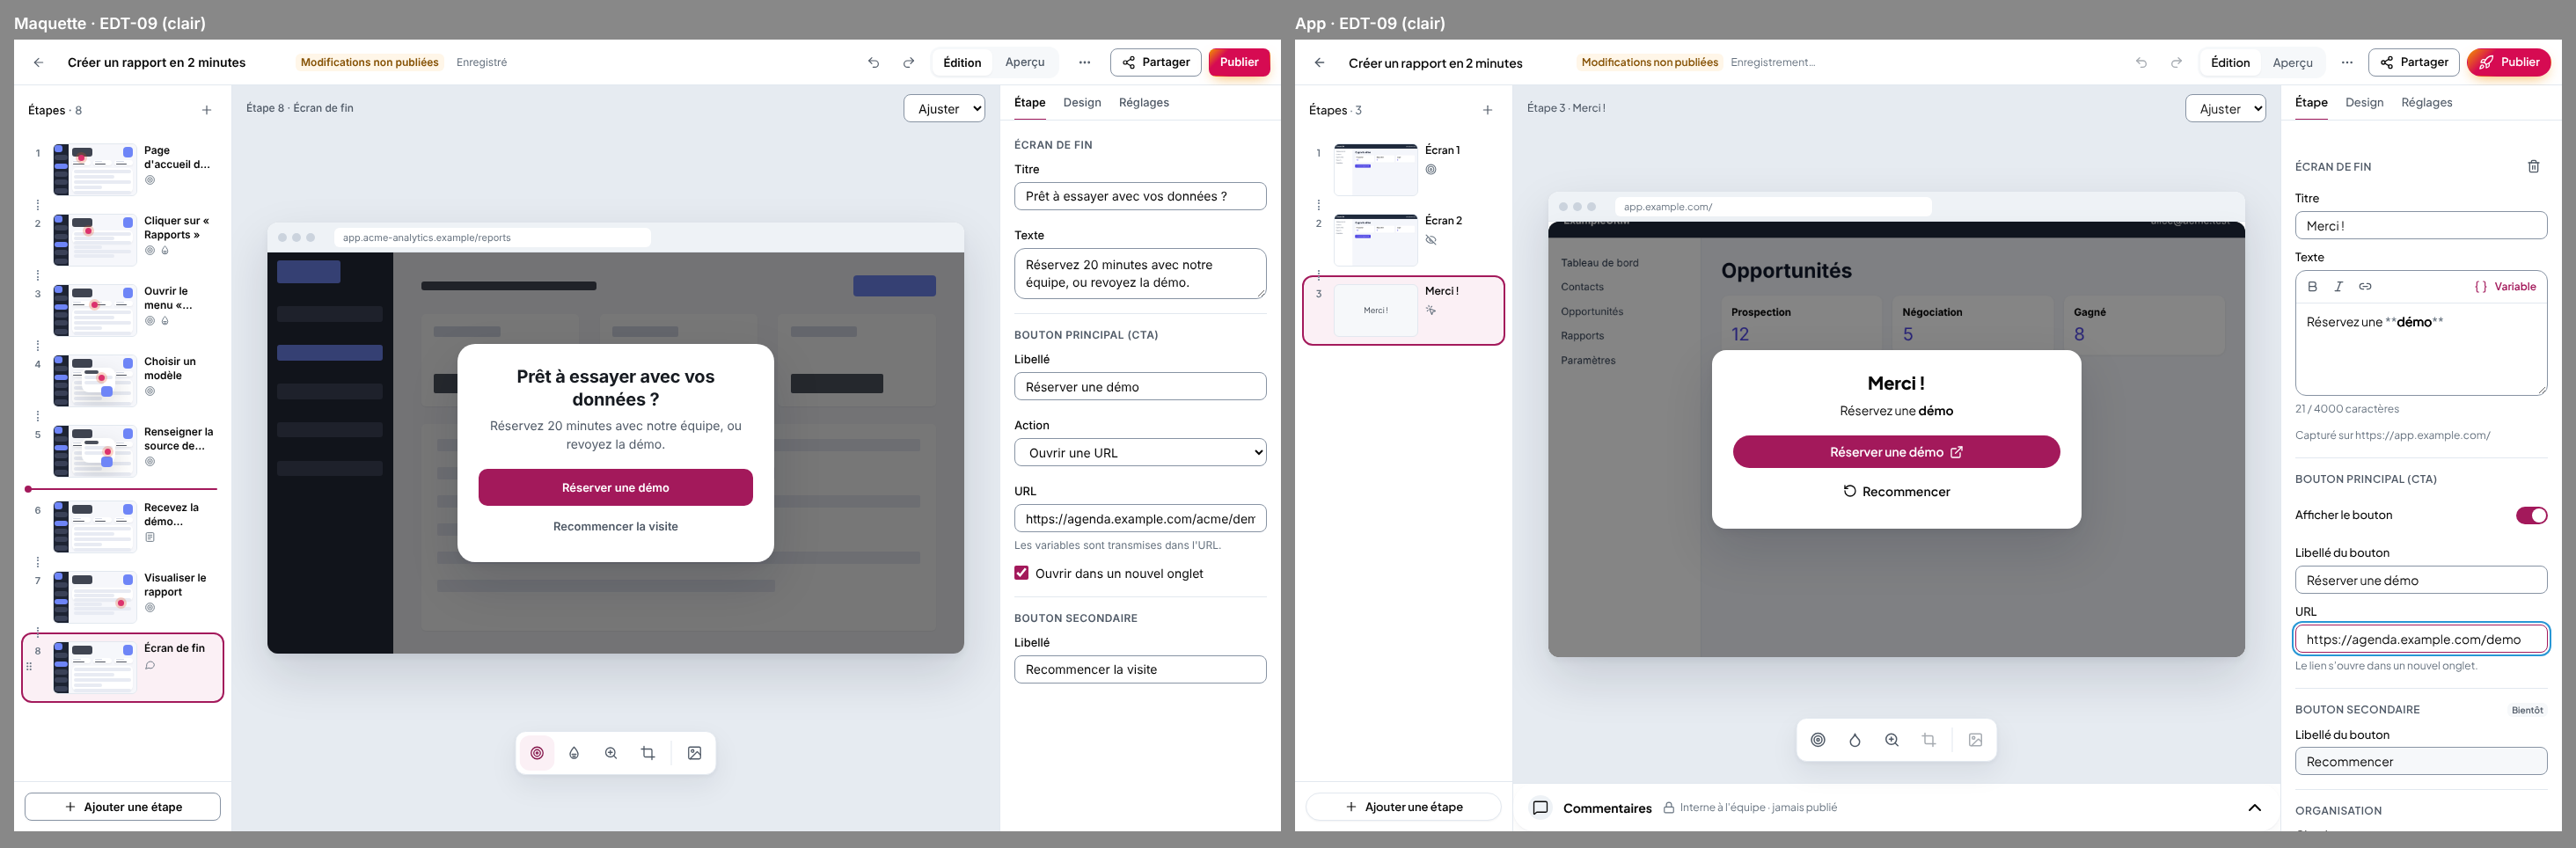 Maquette · EDT-09 (clair)
Créer un rapport en 2 minutes
Modifications non publiées
Enregistré
Édition
Aperçu
Partager
Publier
Étapes · 8
1
Page
d'accueil d...
2
Cliquer sur «
Rapports »
3
Ouvrir le
menu «...
4
Choisir un
modèle
5
Renseigner la
source de...
6
Recevez la
démo...
7
Visualiser le
rapport
8
Écran de fin
Ajouter une étape
Étape 8 · Écran de fin
Ajuster
app.acme-analytics.example/reports
Prêt à essayer avec vos
données ?
Réservez 20 minutes avec notre équipe, ou
revoyez la démo.
Réserver une démo
Recommencer la visite
Étape
Design
Réglages
ÉCRAN DE FIN
Titre
Prêt à essayer avec vos données ?
Texte
Réservez 20 minutes avec notre
équipe, ou revoyez la démo.
BOUTON PRINCIPAL (CTA)
Libellé
Réserver une démo
Action
Ouvrir une URL
URL
https://agenda.example.com/acme/dem
Les variables sont transmises dans l'URL.
Ouvrir dans un nouvel onglet
BOUTON SECONDAIRE
Libellé
Recommencer la visite
App · EDT-09 (clair)
Créer un rapport en 2 minutes
Modifications non publiées
Enregistrement...
Édition
Aperçu
Partager
Publier
Étapes · 3
1
Écran 1
2
Écran 2
3
Merci !
Merci !
Ajouter une étape
Étape 3 · Merci !
Ajuster
app.example.com/
Tableau de bord
Contacts
Opportunités
Rapports
Paramètres
Opportunités
Prospection
12
Négociation
5
Gagné
8
Merci !
Réservez une démo
Réserver une démo
Recommencer
Commentaires
Interne à l'équipe · jamais publié
Étape
Design
Réglages
ÉCRAN DE FIN
Titre
Merci !
Texte
B I
{ } Variable
Réservez une **démo**
21 / 4000 caractères
Capturé sur https://app.example.com/
BOUTON PRINCIPAL (CTA)
Afficher le bouton
Libellé du bouton
Réserver une démo
URL
https://agenda.example.com/demo
Le lien s'ouvre dans un nouvel onglet.
BOUTON SECONDAIRE
Bientôt
Libellé du bouton
Recommencer
ORGANISATION